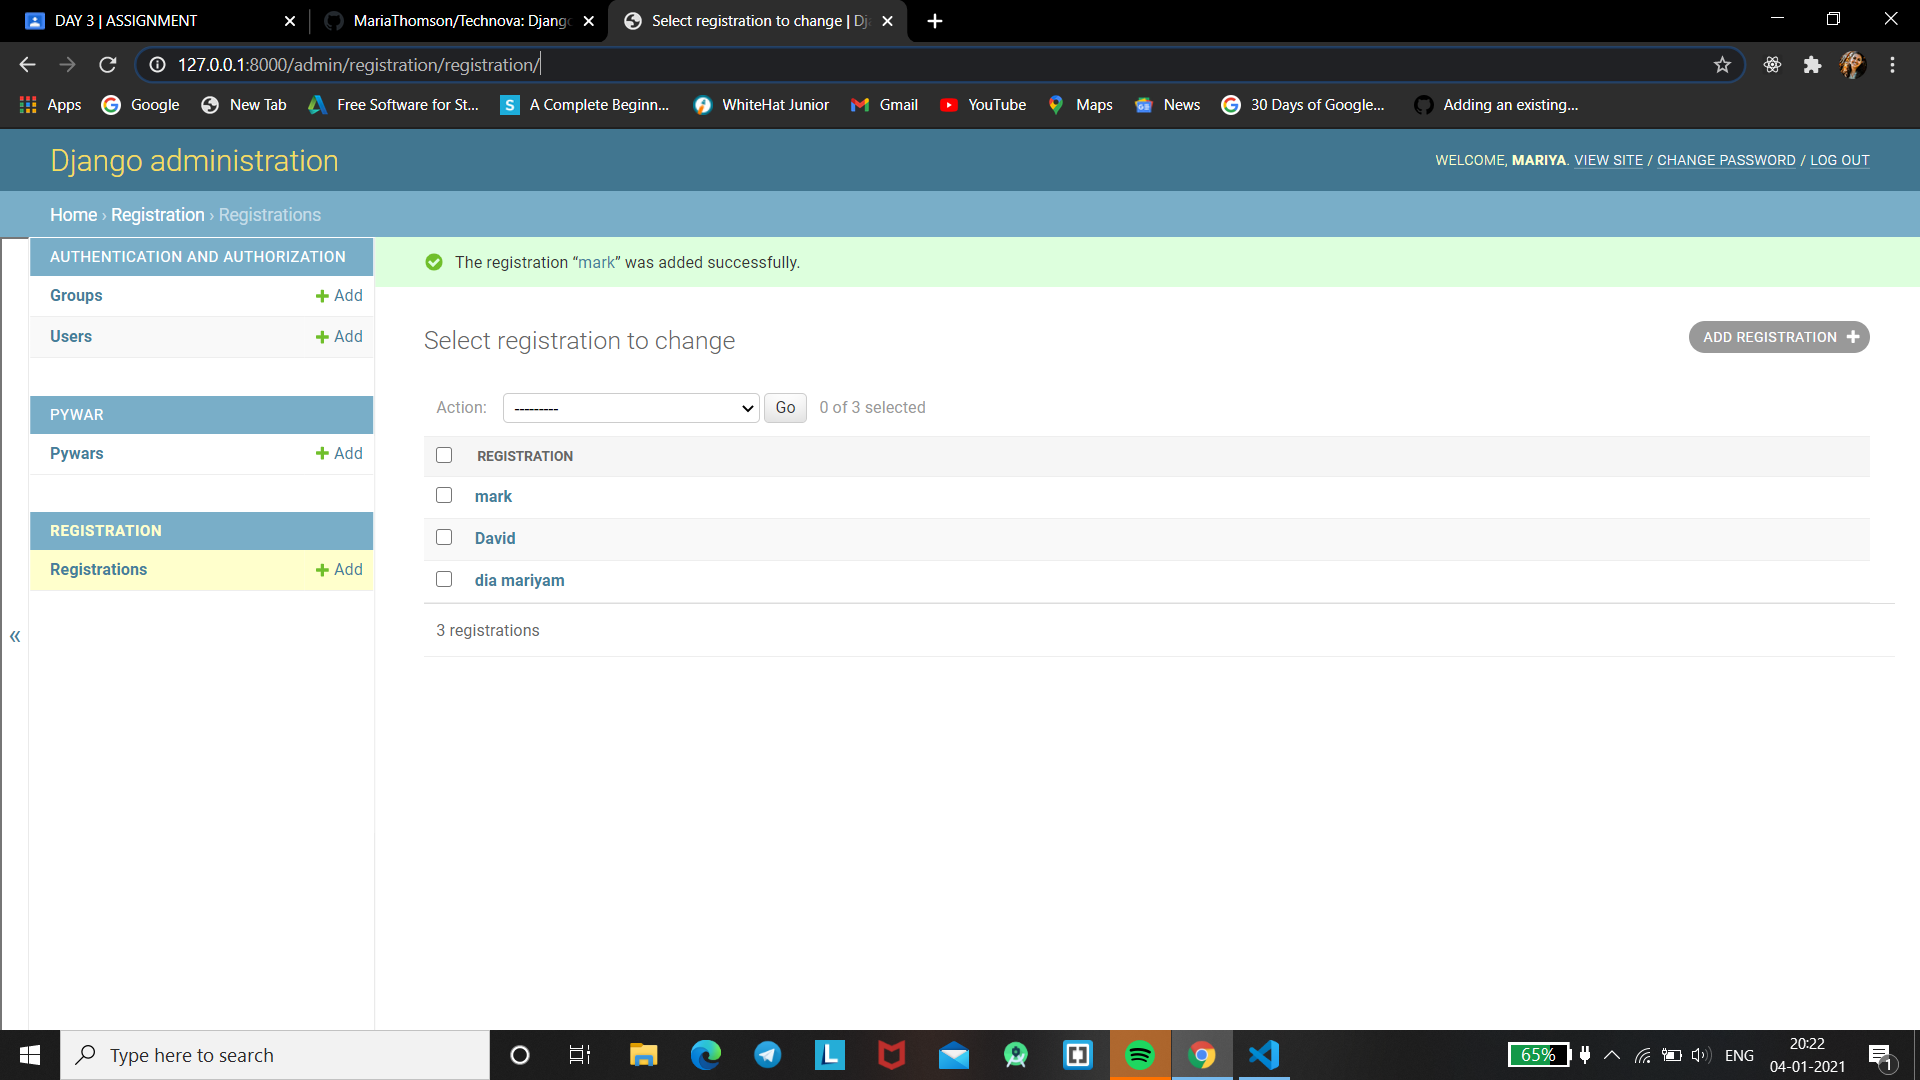 DAY 3 | ASSIGNMENT
MariaThomson/Technova: Django
Select registration to change | Dj
127.0.0.1:8000/admin/registration/registration/
Apps
Google
New Tab
Free Software for St...
S
A Complete Beginn...
WhiteHat Junior
Gmail
YouTube
Maps
News
30 Days of Google...
Adding an existing...
Django administration
WELCOME, MARIYA. VIEW SITE / CHANGE PASSWORD / LOG OUT
Home › Registration › Registrations
AUTHENTICATION AND AUTHORIZATION
Groups
Add
Users
Add
PYWAR
Pywars
Add
REGISTRATION
Registrations
Add
«
The registration “mark” was added successfully.
Select registration to change
ADD REGISTRATION
Action:
---------
Go
0 of 3 selected
REGISTRATION
mark
David
dia mariyam
3 registrations
Type here to search
L
65%
ENG
20:22
04-01-2021
1